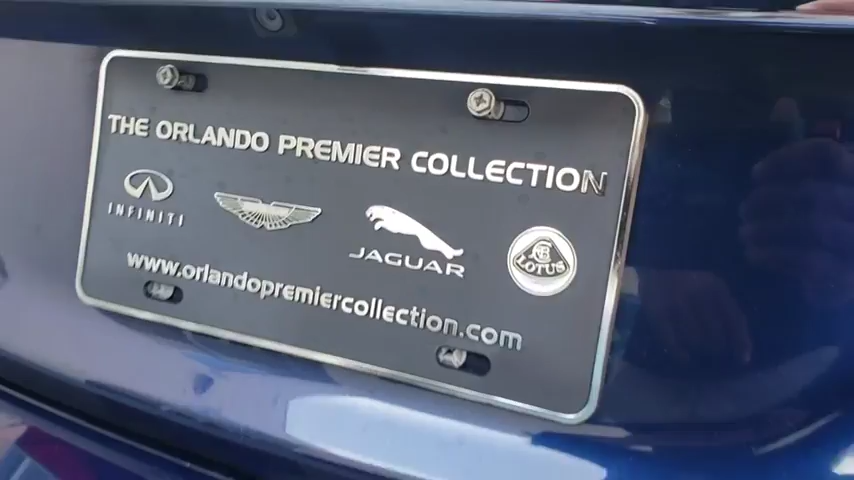 THE ORLANDO PREMIER COLLECTION
INFINITI
JAGUAR
LOTUS
www.orlandopremiercollection.com